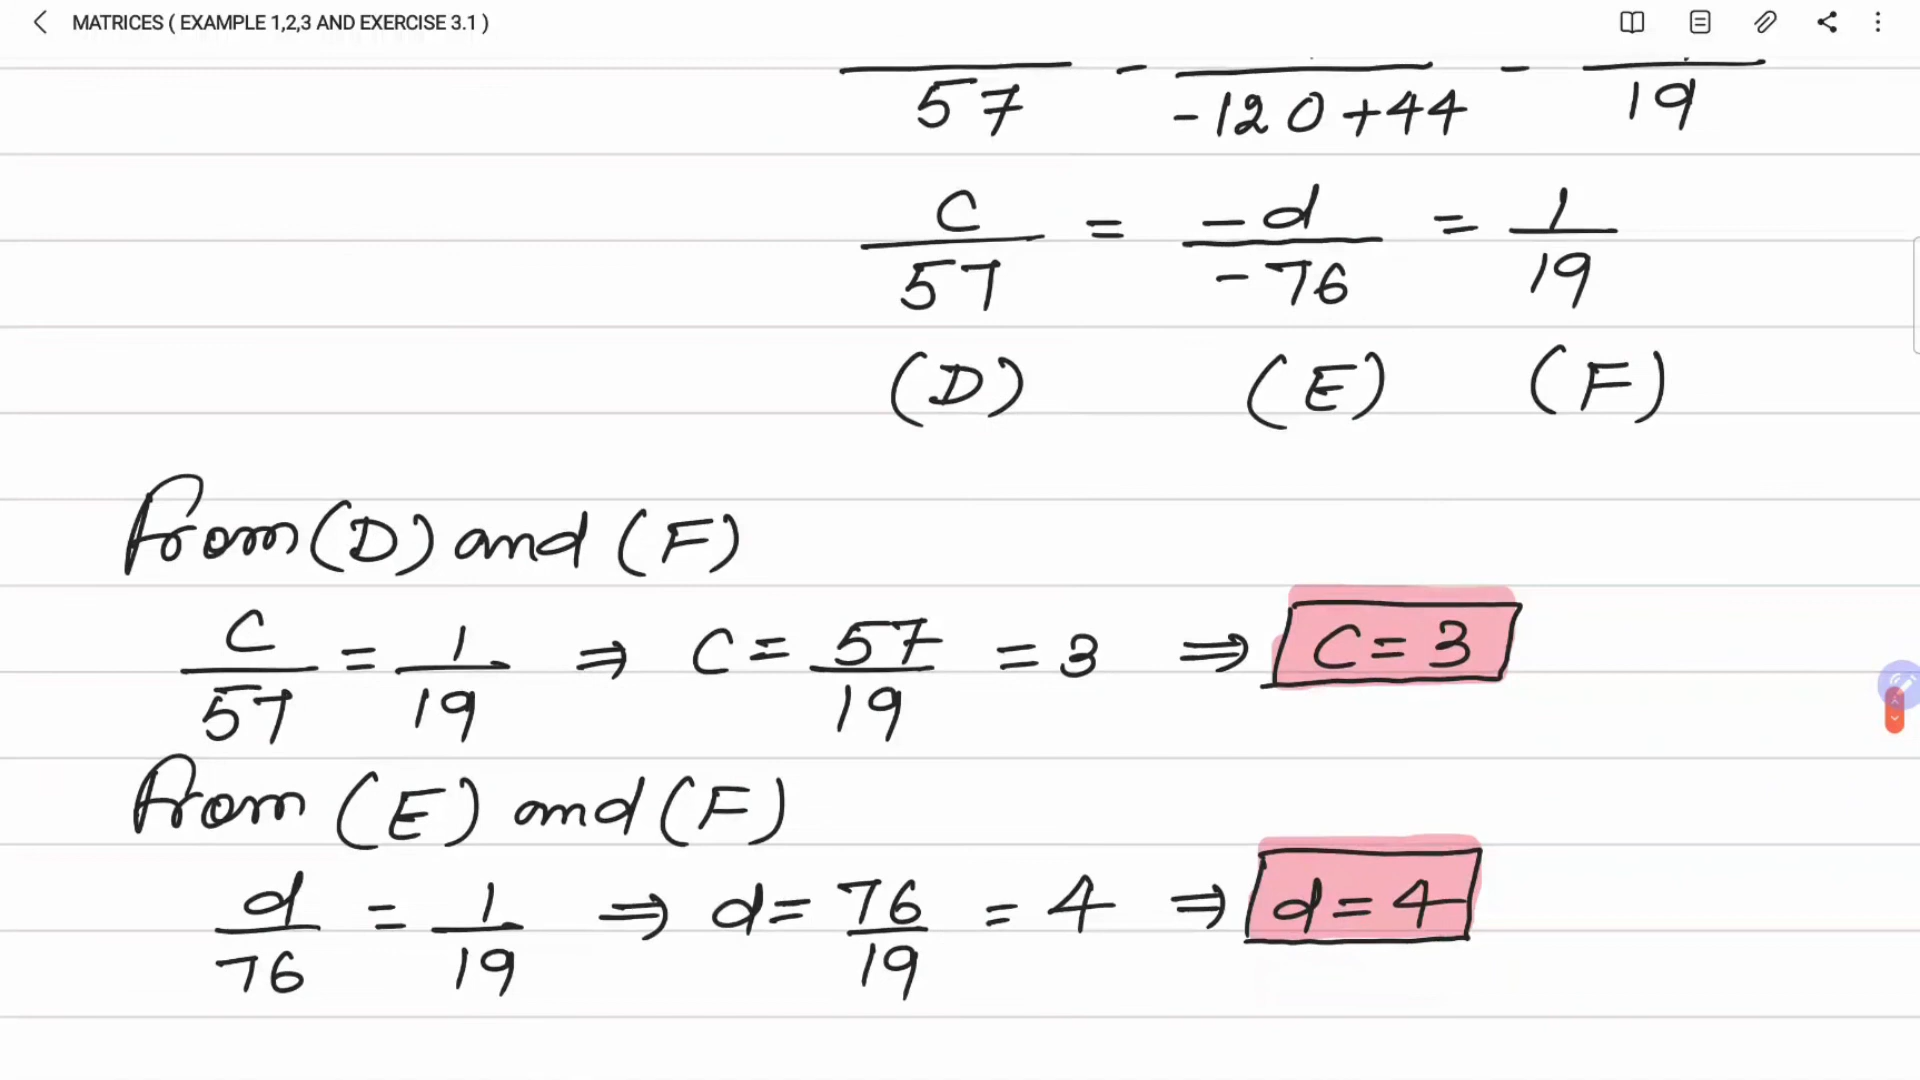 MATRICES ( EXAMPLE 1,2,3 AND EXERCISE 3.1 )
57 -120+44 19
c/57 = -d/-76 = 1/19
(D) (E) (F)
From (D) and (F)
c/57 = 1/19 ⇒ c = 57/19 = 3 ⇒ c = 3
From (E) and (F)
d/76 = 1/19 ⇒ d = 76/19 = 4 ⇒ d = 4